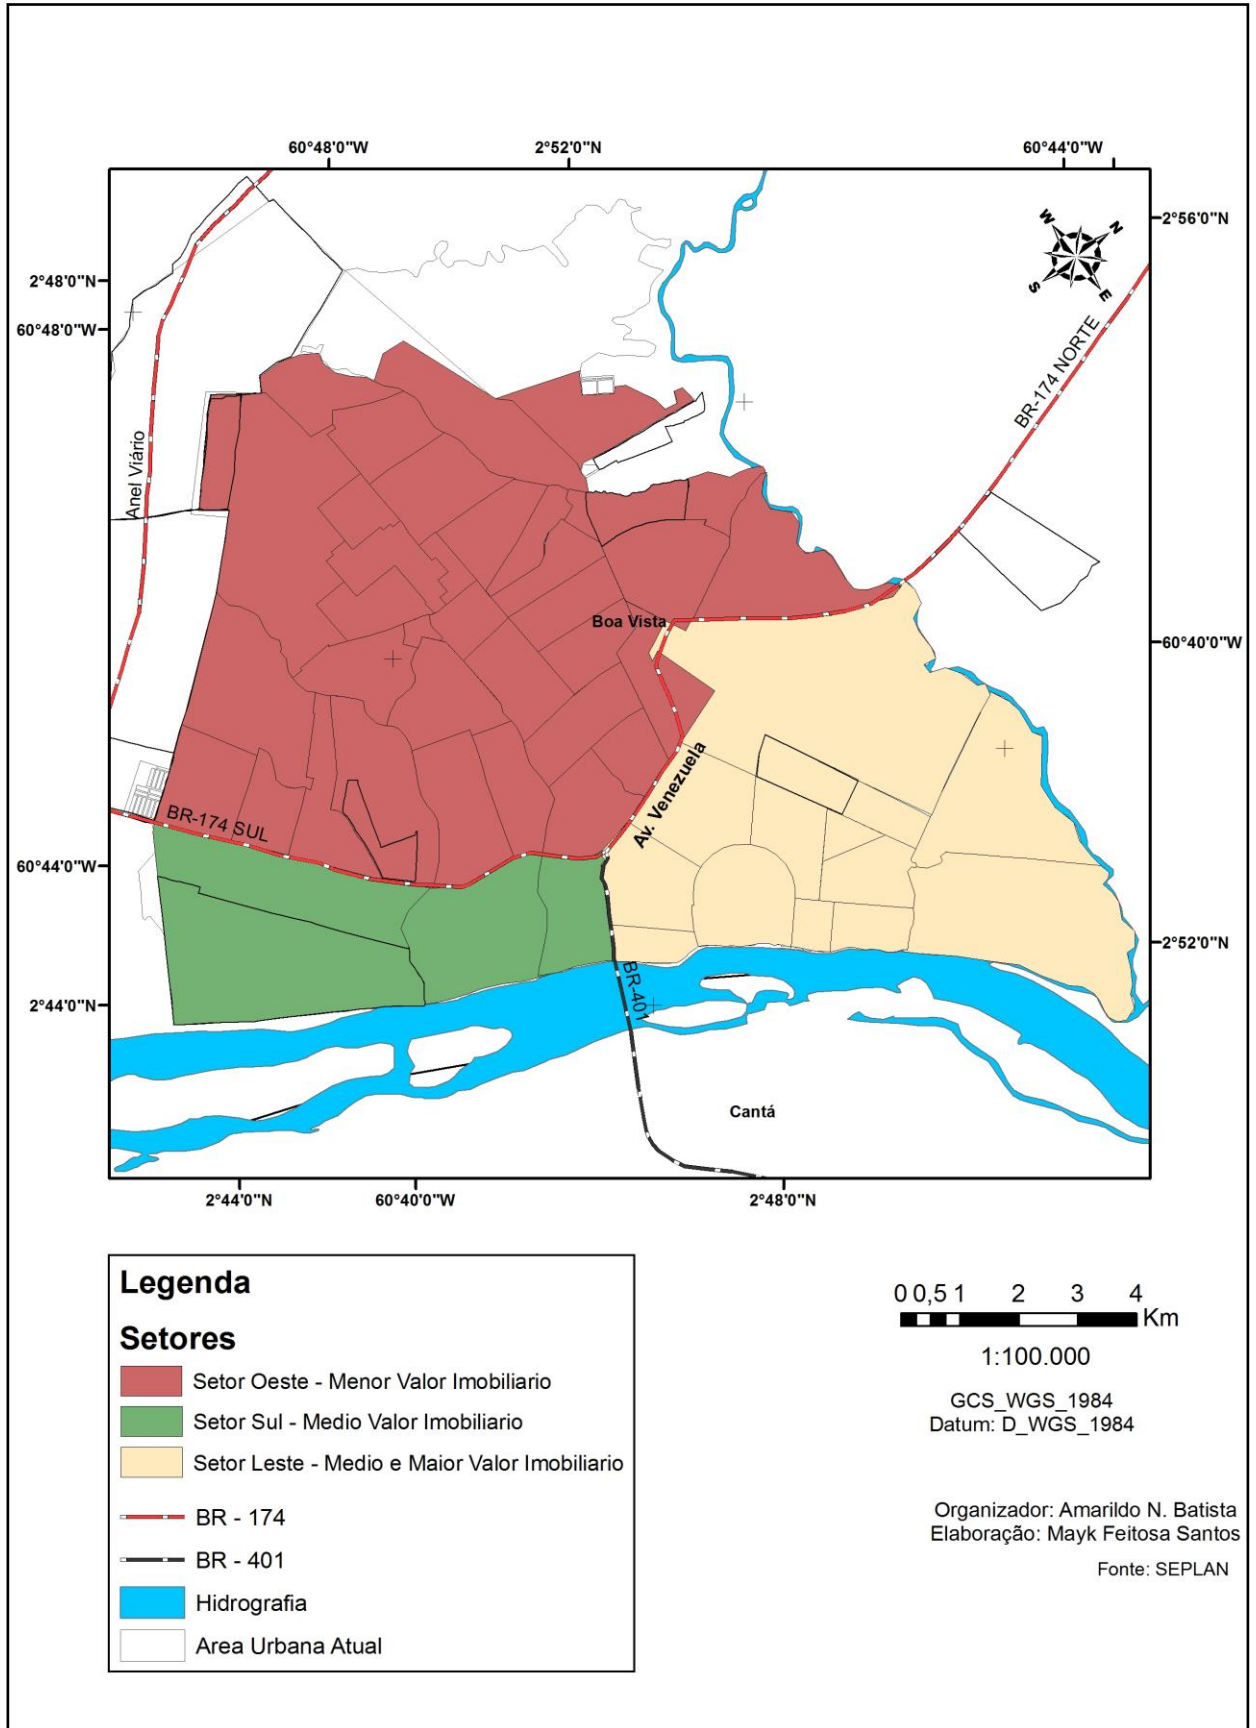 60°48'0"W
2°52'0"N
60°44'0"W
2°56'0"N
W
N
S
E
2°48'0"N
60°48'0"W
BR-174 NORTE
Anel Viário
Boa Vista
60°40'0"W
Av. Venezuela
BR-174 SUL
60°44'0"W
2°52'0"N
BR-401
2°44'0"N
Cantá
2°44'0"N
60°40'0"W
2°48'0"N
Legenda
Setores
Setor Oeste - Menor Valor Imobiliario
Setor Sul - Medio Valor Imobiliario
Setor Leste - Medio e Maior Valor Imobiliario
BR - 174
BR - 401
Hidrografia
Area Urbana Atual
0 0,5 1 2 3 4
Km
1:100.000
GCS_WGS_1984
Datum: D_WGS_1984
Organizador: Amarildo N. Batista
Elaboração: Mayk Feitosa Santos
Fonte: SEPLAN